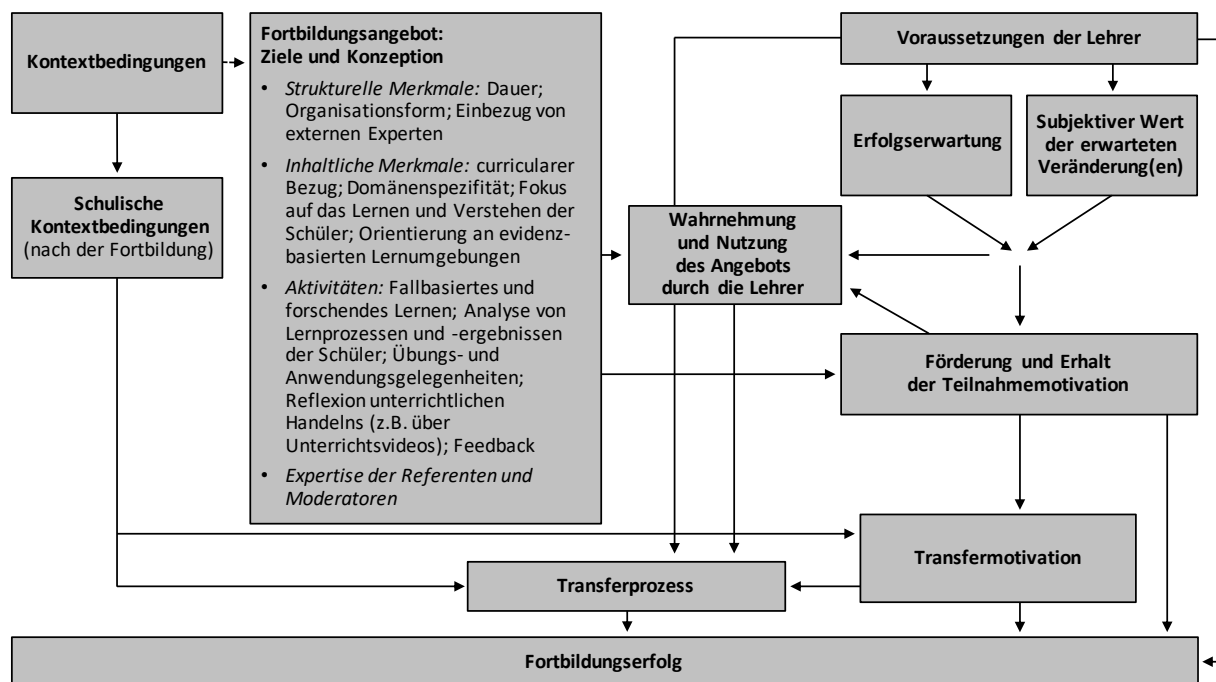 Kontextbedingungen
Schulische
Kontextbedingungen
(nach der Fortbildung)
Fortbildungsangebot:
Ziele und Konzeption
• Strukturelle Merkmale: Dauer;
Organisationsform; Einbezug von
externen Experten
• Inhaltliche Merkmale: curricularer
Bezug; Domänenspezifität; Fokus
auf das Lernen und Verstehen der
Schüler; Orientierung an evidenz-
basierten Lernumgebungen
• Aktivitäten: Fallbasiertes und
forschendes Lernen; Analyse von
Lernprozessen und -ergebnissen
der Schüler; Übungs- und
Anwendungsgelegenheiten;
Reflexion unterrichtlichen
Handelns (z.B. über
Unterrichtsvideos); Feedback
• Expertise der Referenten und
Moderatoren
Voraussetzungen der Lehrer
Erfolgserwartung
Subjektiver Wert
der erwarteten
Veränderung(en)
Wahrnehmung
und Nutzung
des Angebots
durch die Lehrer
Förderung und Erhalt
der Teilnahmemotivation
Transfermotivation
Transferprozess
Fortbildungserfolg